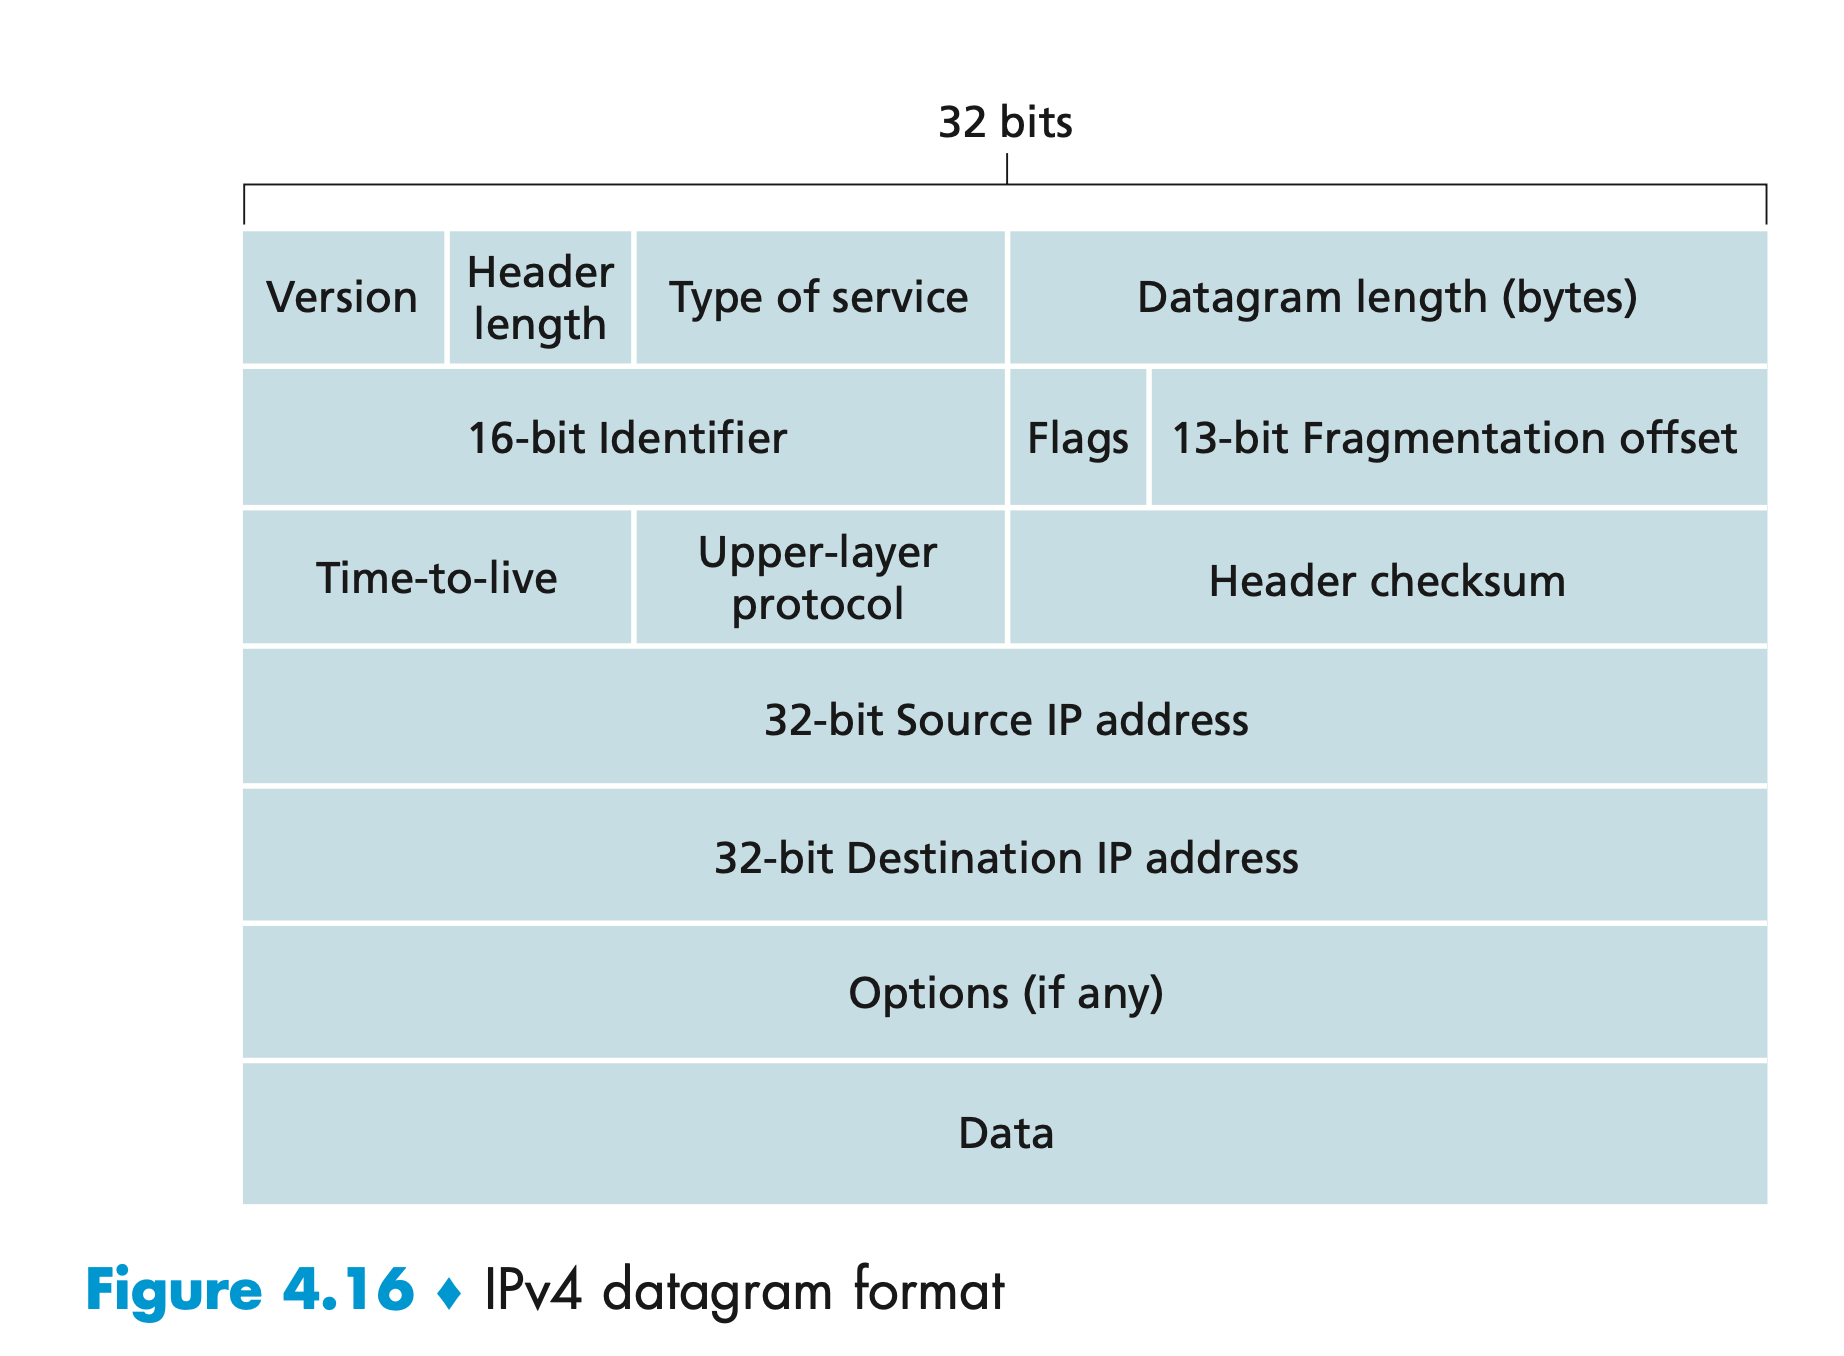 32 bits
Version
Header
length
Type of service
Datagram length (bytes)
16-bit Identifier
Flags
13-bit Fragmentation offset
Time-to-live
Upper-layer
protocol
Header checksum
32-bit Source IP address
32-bit Destination IP address
Options (if any)
Data
Figure 4.16 ♦ IPv4 datagram format